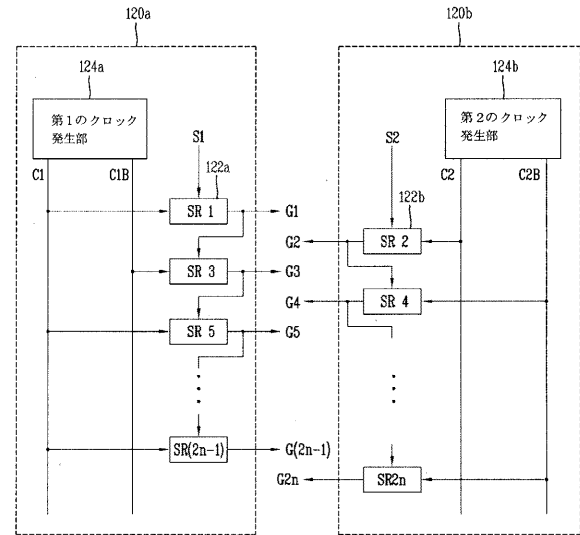 120a
120b
124a
124b
第1のクロック
発生部
第2のクロック
発生部
S1
S2
C1
C1B
C2
C2B
122a
122b
SR 1
G1
G2
SR 2
SR 3
G3
G4
SR 4
SR 5
G5
SR(2n-1)
G(2n-1)
G2n
SR2n